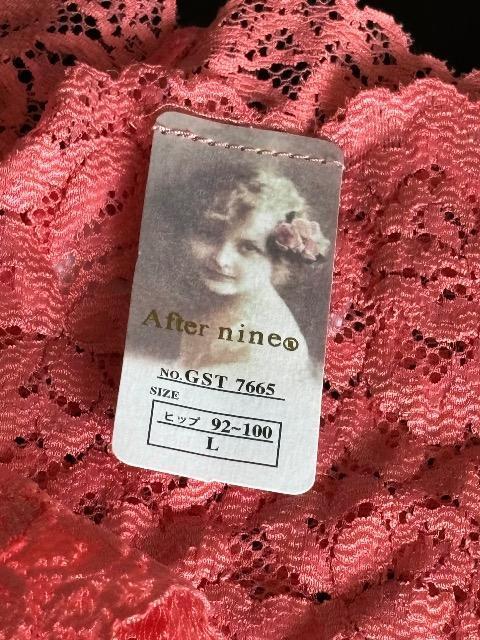 After nine®
NO. GST 7665
SIZE
ヒップ 92~100
L